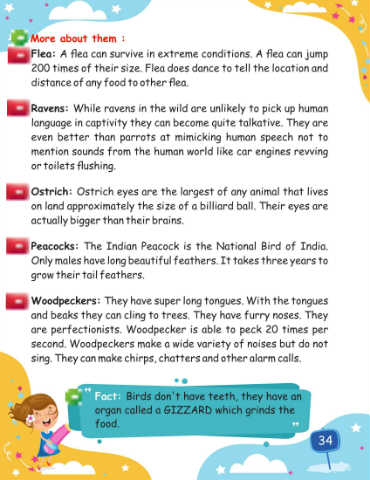 More about them :
Flea: A flea can survive in extreme conditions. A flea can jump
200 times of their size. Flea does dance to tell the location and
distance of any food to other flea.
Ravens: While ravens in the wild are unlikely to pick up human
language in captivity they can become quite talkative. They are
even better than parrots at mimicking human speech not to
mention sounds from the human world like car engines revving
or toilets flushing.
Ostrich: Ostrich eyes are the largest of any animal that lives
on land approximately the size of a billiard ball. Their eyes are
actually bigger than their brains.
Peacocks: The Indian Peacock is the National Bird of India.
Only males have long beautiful feathers. It takes three years to
grow their tail feathers.
Woodpeckers: They have super long tongues. With the tongues
and beaks they can cling to trees. They have furry noses. They
are perfectionists. Woodpecker is able to peck 20 times per
second. Woodpeckers make a wide variety of noises but do not
sing. They can make chirps, chatters and other alarm calls.
" Fact: Birds don't have teeth, they have an
organ called a GIZZARD which grinds the
food. "
34